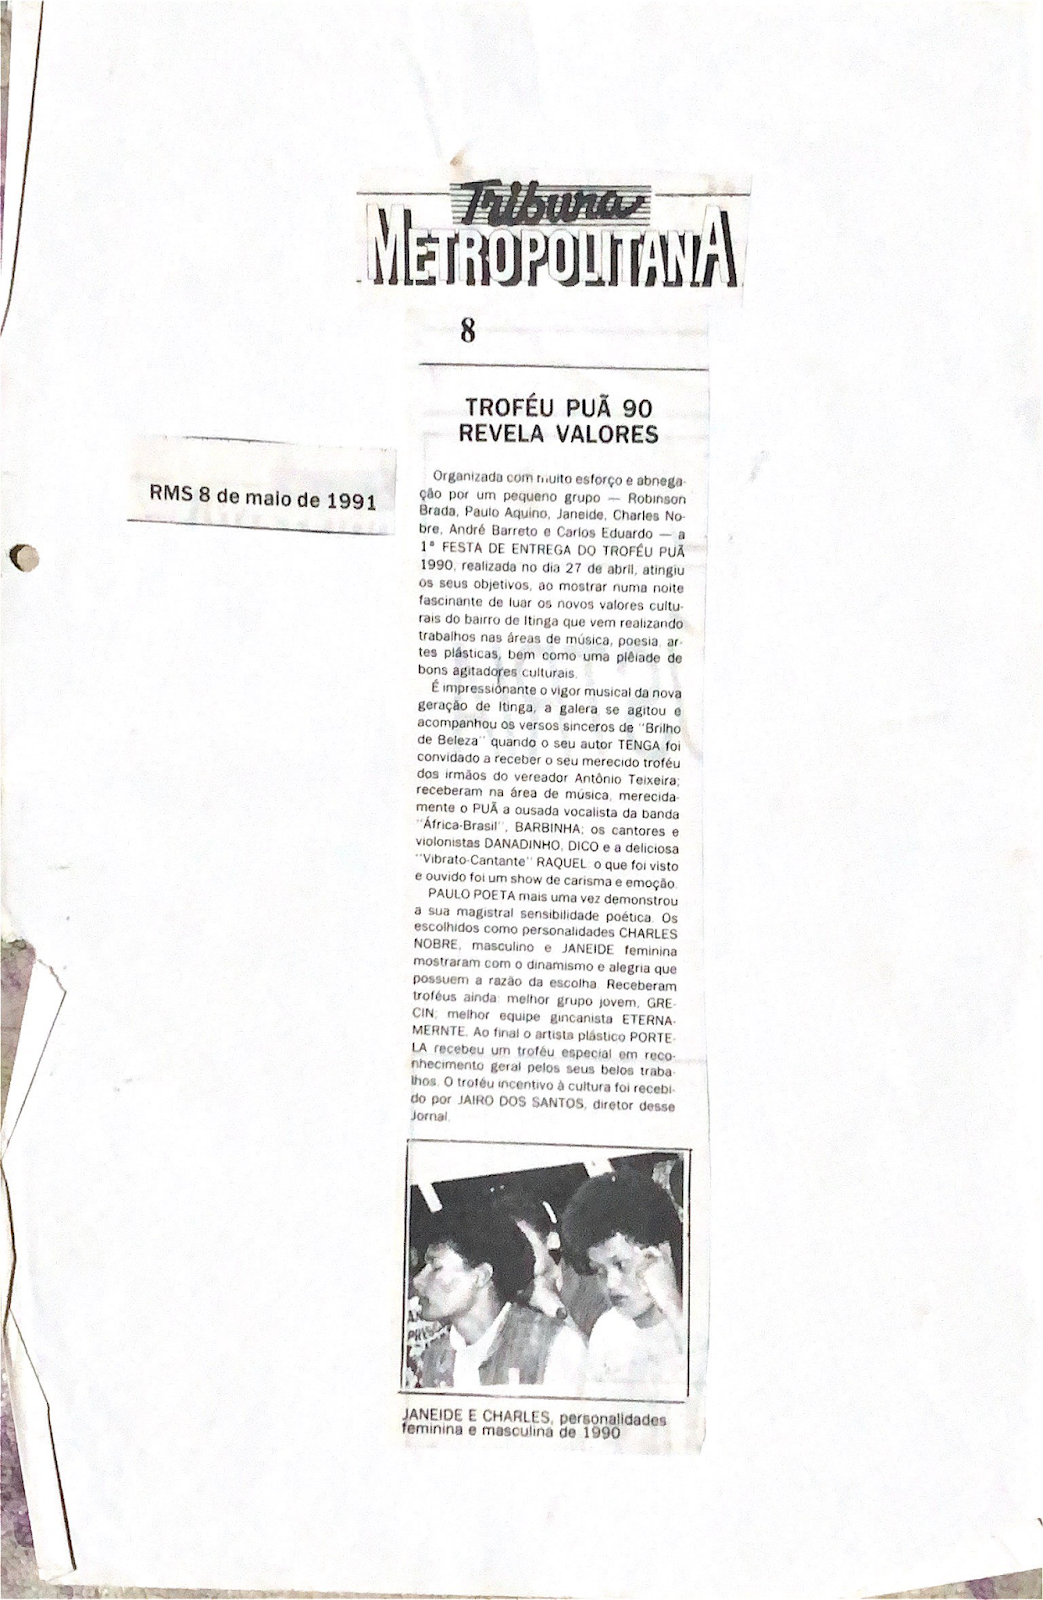 Tribuna
METROPOLITANA
8
TROFÉU PUÃ 90
REVELA VALORES
RMS 8 de maio de 1991
Organizada com muito esforço e abnega-
ção por um pequeno grupo — Robinson
Brada, Paulo Aquino, Janeide, Charles No-
bre, André Barreto e Carlos Eduardo — a
1ª FESTA DE ENTREGA DO TROFÉU PUÃ
1990, realizada no dia 27 de abril, atingiu
os seus objetivos, ao mostrar numa noite
fascinante de luar os novos valores cultu-
rais do bairro de Itinga que vem realizando
trabalhos nas áreas de música, poesia, ar-
tes plásticas, bem como uma plêiade de
bons agitadores culturais.
É impressionante o vigor musical da nova
geração de Itinga, a galera se agitou e
acompanhou os versos sinceros de "Brilho
de Beleza" quando o seu autor TENGA foi
convidado a receber o seu merecido troféu
dos irmãos do vereador Antônio Teixeira;
receberam na área de música, merecida-
mente o PUÃ a ousada vocalista da banda
"África-Brasil", BARBINHA; os cantores e
violonistas DANADINHO, DICO e a deliciosa
"Vibrato-Cantante" RAQUEL o que foi visto
e ouvido foi um show de carisma e emoção.
PAULO POETA mais uma vez demonstrou
a sua magistral sensibilidade poética. Os
escolhidos como personalidades CHARLES
NOBRE, masculino e JANEIDE feminina
mostraram com o dinamismo e alegria que
possuem a razão da escolha. Receberam
troféus ainda: melhor grupo jovem, GRE-
CIN; melhor equipe gincanista ETERNA-
MERNTE. Ao final o artista plástico PORTE-
LA recebeu um troféu especial em reco-
nhecimento geral pelos seus belos traba-
lhos. O troféu incentivo à cultura foi recebi-
do por JAIRO DOS SANTOS, diretor desse
Jornal.
JANEIDE E CHARLES, personalidades
feminina e masculina de 1990